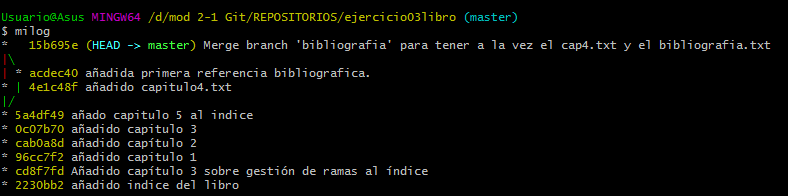 Usuario@Asus MINGW64 /d/mod 2-1 Git/REPOSITORIOS/ejercicio03libro (master)
$ milog
*   15b695e (HEAD -> master) Merge branch 'bibliografia' para tener a la vez el cap4.txt y el bibliografia.txt
|\
| * acdec40 añadida primera referencia bibliografica.
* | 4e1c48f añadido capitulo4.txt
|/
* 5a4df49 añado capitulo 5 al indice
* 0c07b70 añadido capitulo 3
* cab0a8d añadido capítulo 2
* 96cc7f2 añadido capitulo 1
* cd8f7fd Añadido capítulo 3 sobre gestión de ramas al índice
* 2230bb2 añadido indice del libro